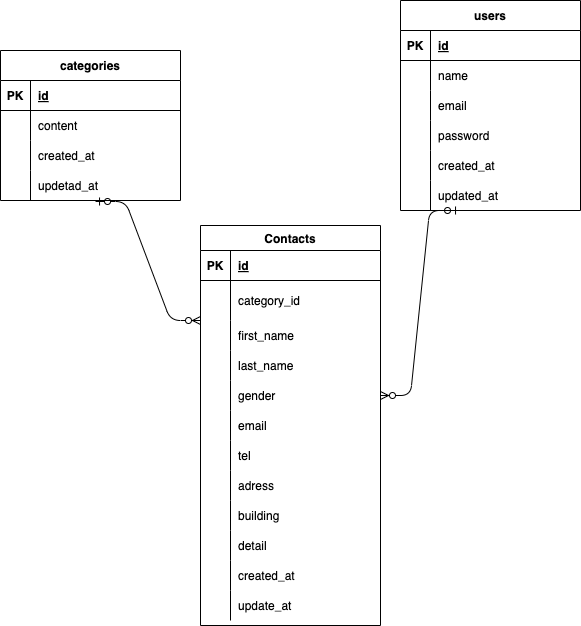 categories
PK id
content
created_at
updetad_at
users
PK id
name
email
password
created_at
updated_at
Contacts
PK id
category_id
first_name
last_name
gender
email
tel
adress
building
detail
created_at
update_at